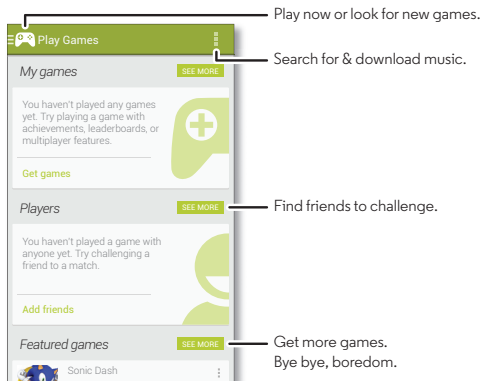 Play now or look for new games.
Play Games
Search for & download music.
My games
SEE MORE
You haven't played any games
yet. Try playing a game with
achievements, leaderboards, or
multiplayer features.
Get games
Players
SEE MORE
Find friends to challenge.
You haven't played a game with
anyone yet. Try challenging a
friend to a match.
Add friends
Featured games
SEE MORE
Get more games.
Bye bye, boredom.
Sonic Dash